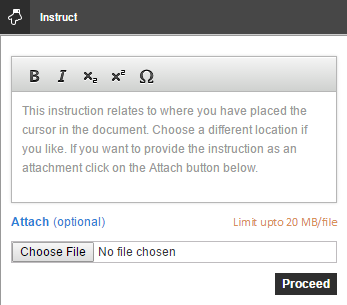 Instruct
B I x₂ x² Ω
This instruction relates to where you have placed the
cursor in the document. Choose a different location if
you like. If you want to provide the instruction as an
attachment click on the Attach button below.
Attach (optional) Limit upto 20 MB/file
Choose File No file chosen
Proceed